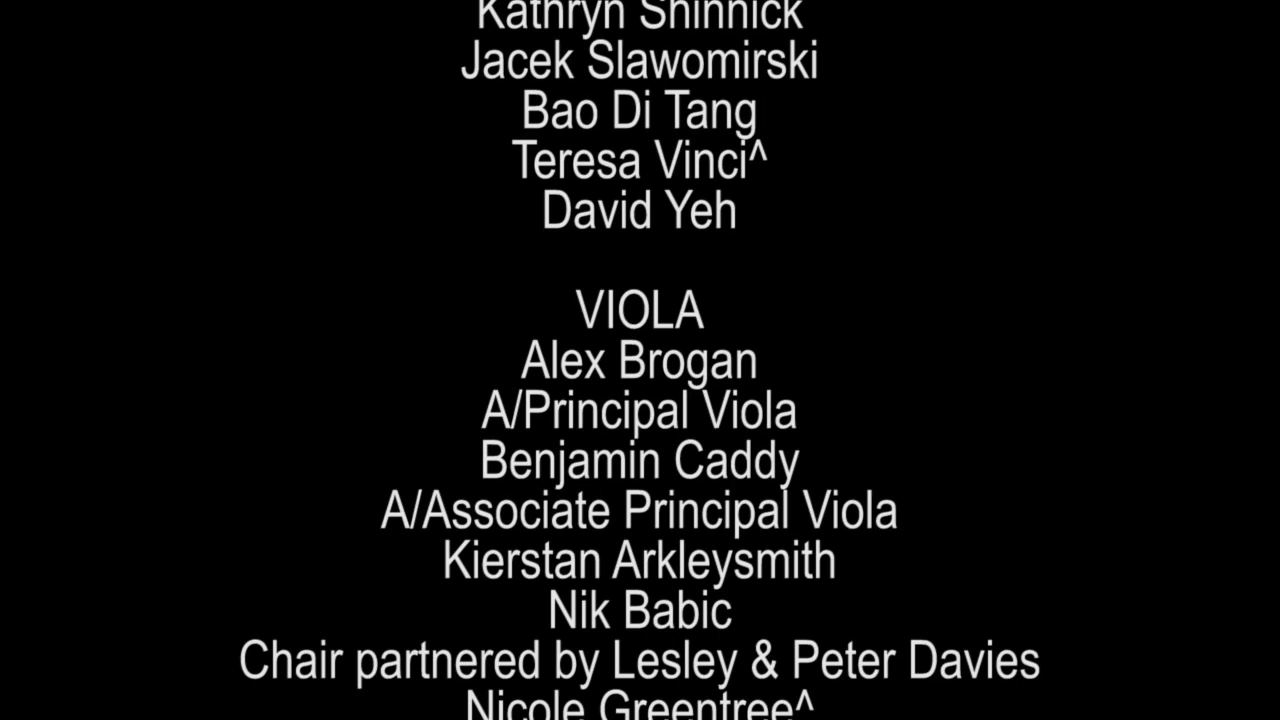 Kathryn Shinnick
Jacek Slawomirski
Bao Di Tang
Teresa Vinci^
David Yeh
VIOLA
Alex Brogan
A/Principal Viola
Benjamin Caddy
A/Associate Principal Viola
Kierstan Arkleysmith
Nik Babic
Chair partnered by Lesley & Peter Davies
Nicole Greentree^